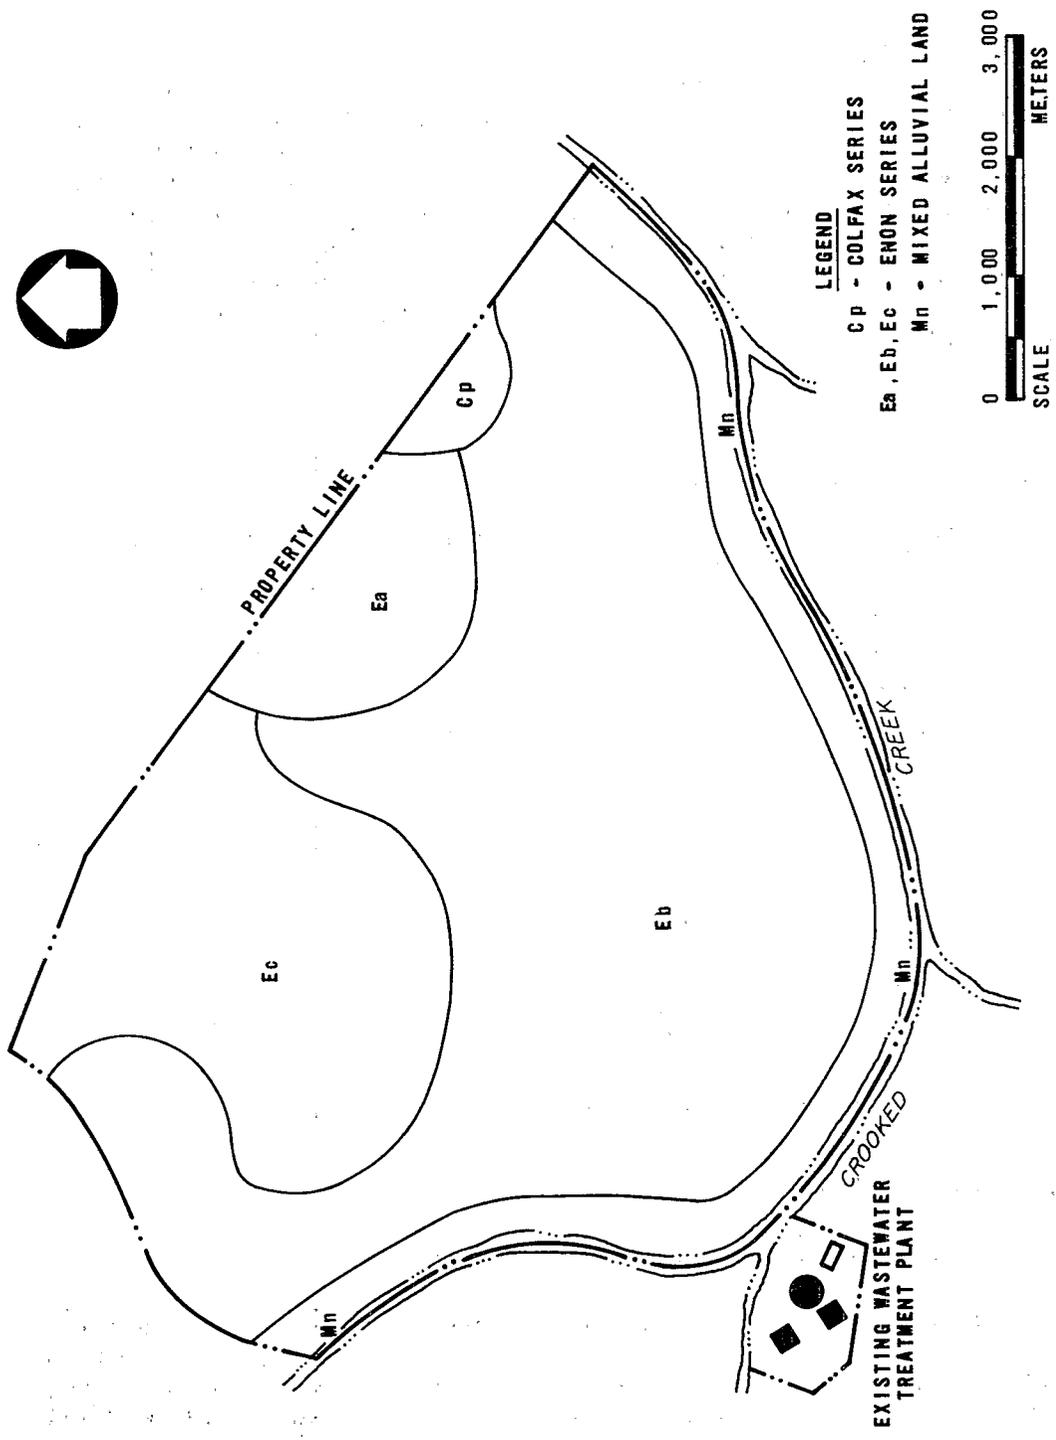 PROPERTY LINE
Cp
Ea
Ec
Eb
Mn
Mn
Mn
CROOKED
CREEK
EXISTING WASTEWATER
TREATMENT PLANT
LEGEND
Cp - COLFAX SERIES
Ea, Eb, Ec - ENON SERIES
Mn - MIXED ALLUVIAL LAND
0 1,000 2,000 3,000
SCALE METERS